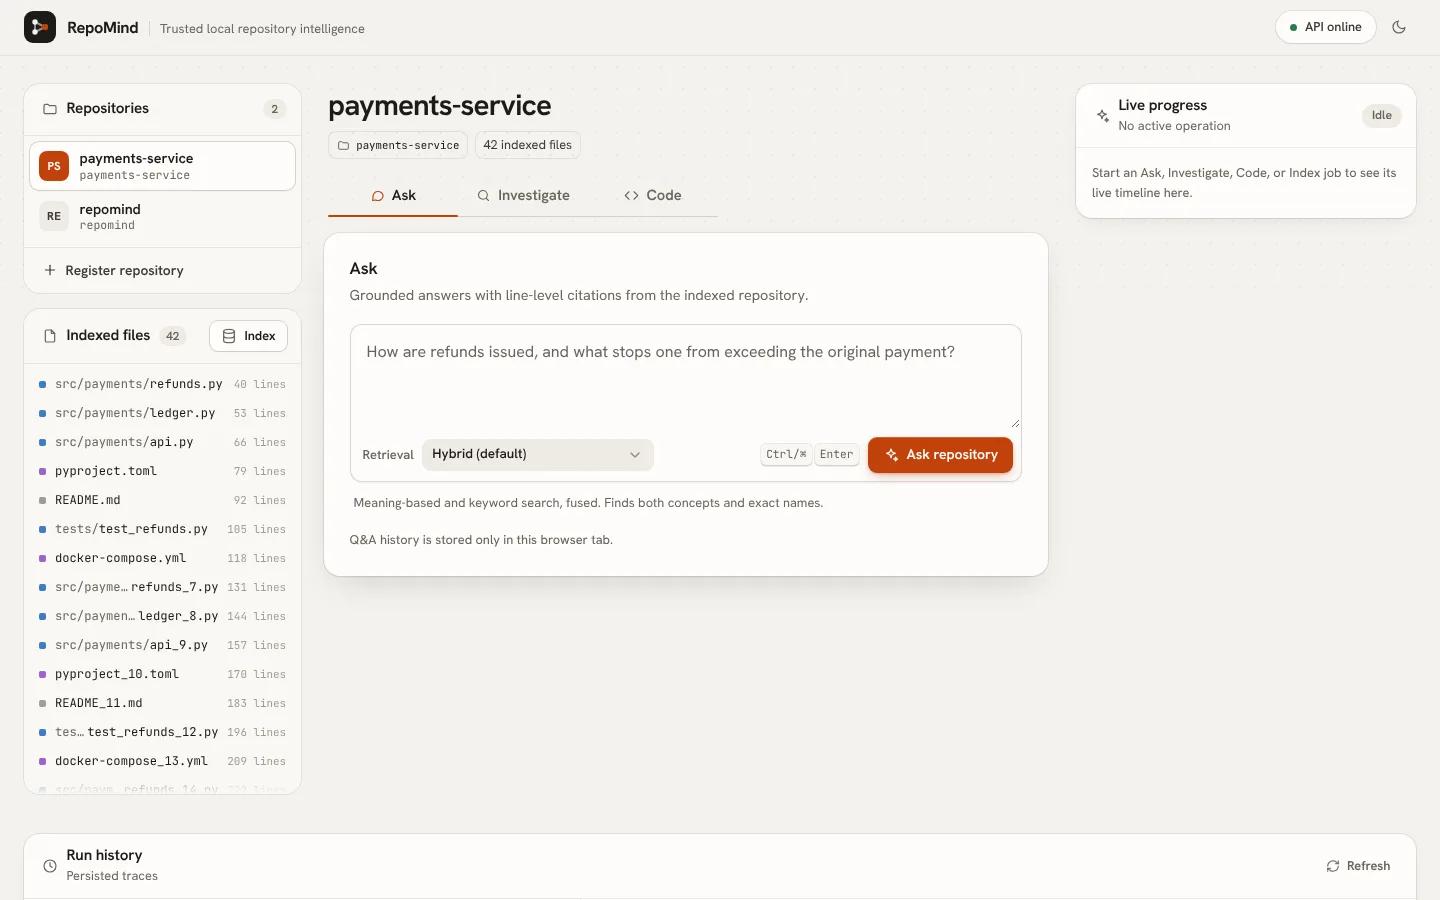 RepoMind
Trusted local repository intelligence
API online
Repositories
2
PS
payments-service
payments-service
RE
repomind
repomind
Register repository
Indexed files
42
Index
src/payments/refunds.py 40 lines
src/payments/ledger.py 53 lines
src/payments/api.py 66 lines
pyproject.toml 79 lines
README.md 92 lines
tests/test_refunds.py 105 lines
docker-compose.yml 118 lines
src/payme… refunds_7.py 131 lines
src/paymen… ledger_8.py 144 lines
src/payments/api_9.py 157 lines
pyproject_10.toml 170 lines
README_11.md 183 lines
tes… test_refunds_12.py 196 lines
docker-compose_13.yml 209 lines
payments-service
payments-service
42 indexed files
Ask
Investigate
Code
Ask
Grounded answers with line-level citations from the indexed repository.
How are refunds issued, and what stops one from exceeding the original payment?
Retrieval
Hybrid (default)
Ctrl/⌘
Enter
Ask repository
Meaning-based and keyword search, fused. Finds both concepts and exact names.
Q&A history is stored only in this browser tab.
Live progress
No active operation
Idle
Start an Ask, Investigate, Code, or Index job to see its
live timeline here.
Run history
Persisted traces
Refresh